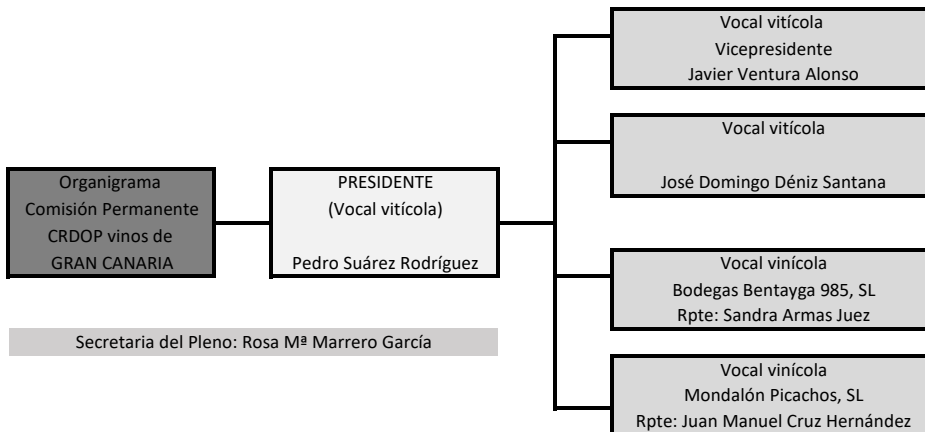 Organigrama
Comisión Permanente
CRDOP vinos de
GRAN CANARIA
PRESIDENTE
(Vocal vitícola)
Pedro Suárez Rodríguez
Vocal vitícola
Vicepresidente
Javier Ventura Alonso
Vocal vitícola
José Domingo Déniz Santana
Vocal vinícola
Bodegas Bentayga 985, SL
Rpte: Sandra Armas Juez
Vocal vinícola
Mondalón Picachos, SL
Rpte: Juan Manuel Cruz Hernández
Secretaria del Pleno: Rosa Mª Marrero García